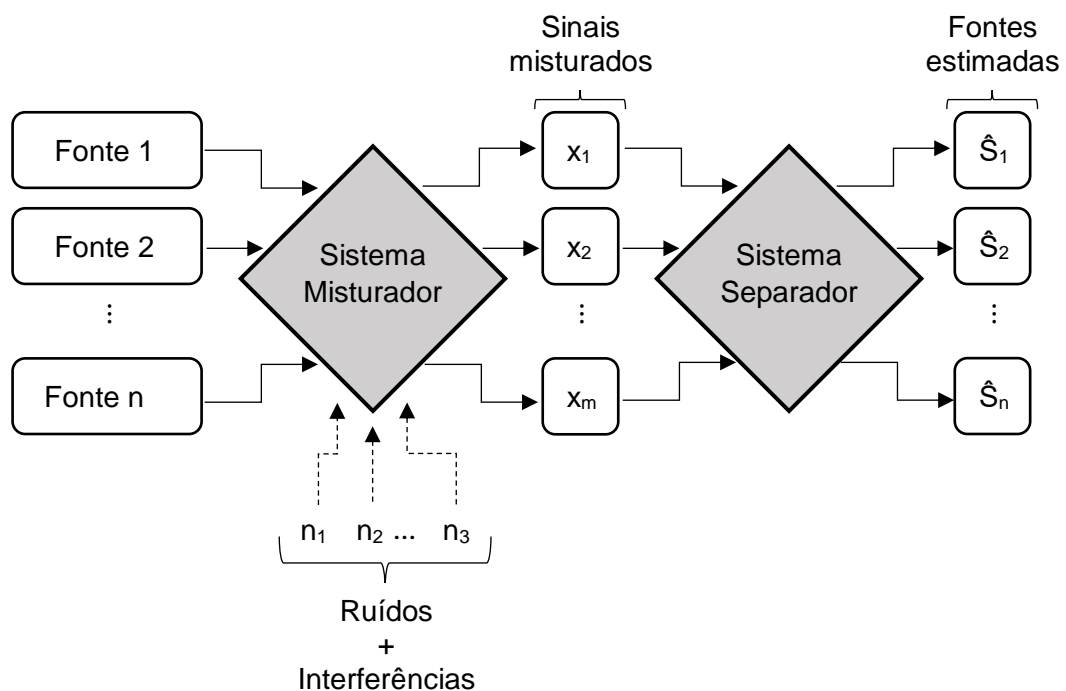 Sinais
misturados
Fontes
estimadas
Fonte 1
x₁
Ŝ₁
Fonte 2
Sistema
Misturador
x₂
Sistema
Separador
Ŝ₂
⋮
⋮
⋮
Fonte n
xₘ
Ŝₙ
n₁ n₂ ... n₃
Ruídos
+
Interferências